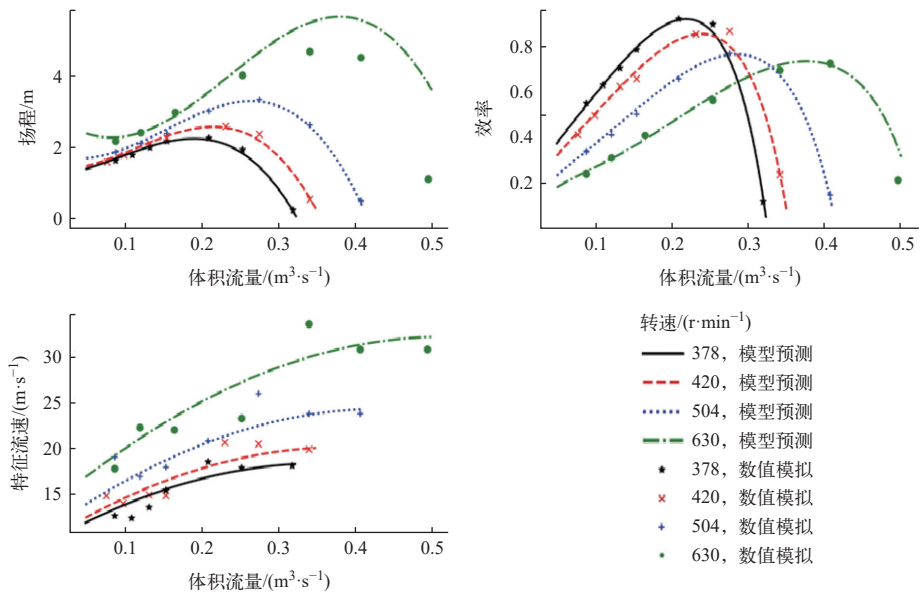 扬程/m
4
2
0
0.1 0.2 0.3 0.4 0.5
体积流量/(m³·s⁻¹)
效率
0.8
0.6
0.4
0.2
0.1 0.2 0.3 0.4 0.5
体积流量/(m³·s⁻¹)
特征流速/(m·s⁻¹)
30
25
20
15
0.1 0.2 0.3 0.4 0.5
体积流量/(m³·s⁻¹)
转速/(r·min⁻¹)
378，模型预测
420，模型预测
504，模型预测
630，模型预测
378，数值模拟
420，数值模拟
504，数值模拟
630，数值模拟